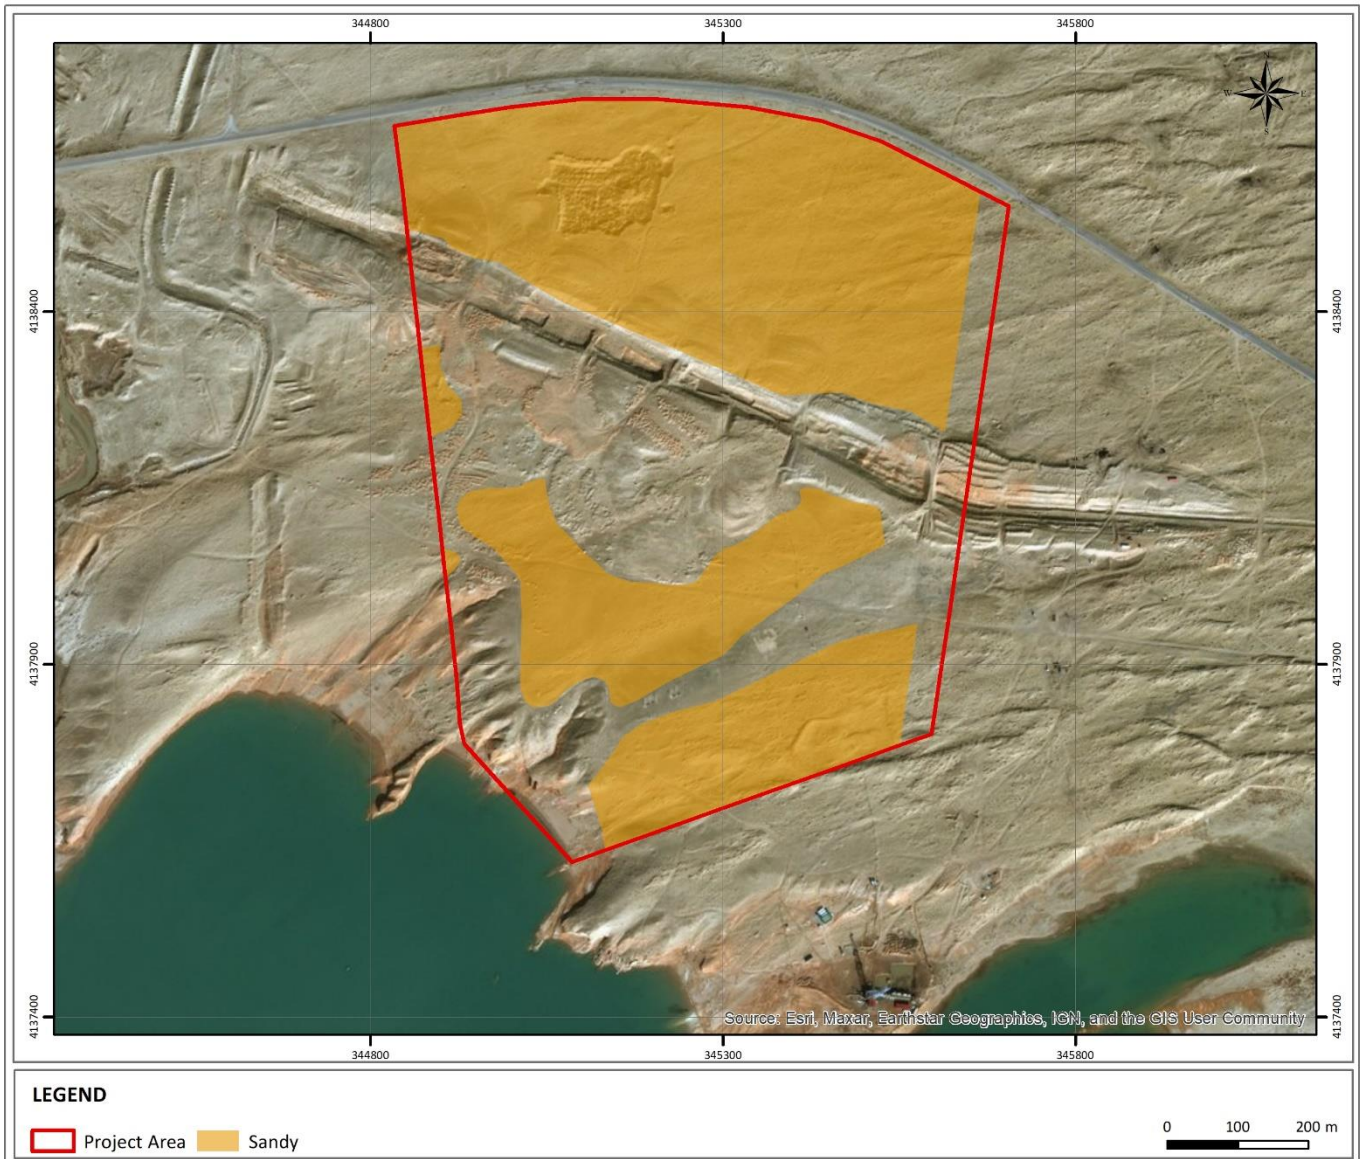 344800 345300 345800
N
W E
S
4138400 4138400
4137900 4137900
4137400 4137400
Source: Esri, Maxar, Earthstar Geographics, IGN, and the GIS User Community
344800 345300 345800
LEGEND
Project Area Sandy
0 100 200 m